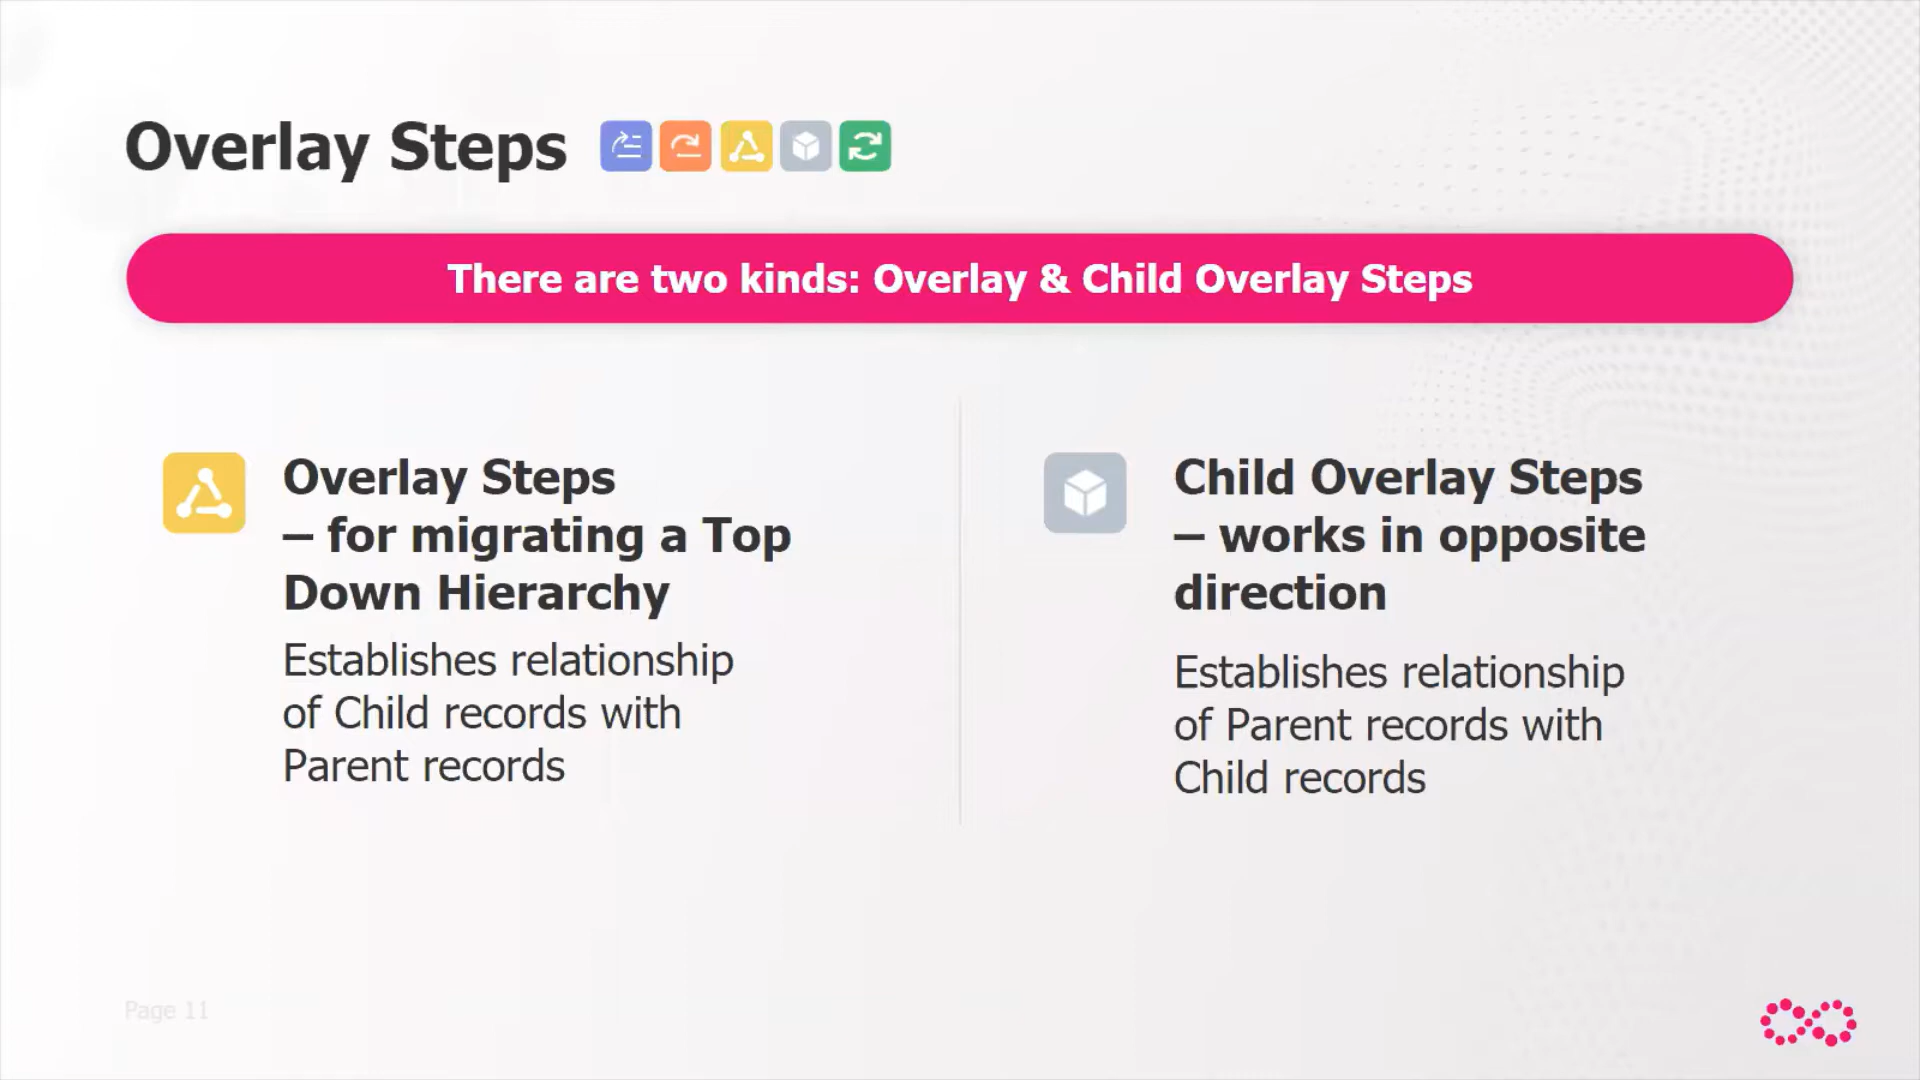 Overlay Steps
There are two kinds: Overlay & Child Overlay Steps
Overlay Steps
– for migrating a Top
Down Hierarchy
Establishes relationship
of Child records with
Parent records
Child Overlay Steps
– works in opposite
direction
Establishes relationship
of Parent records with
Child records
Page 11